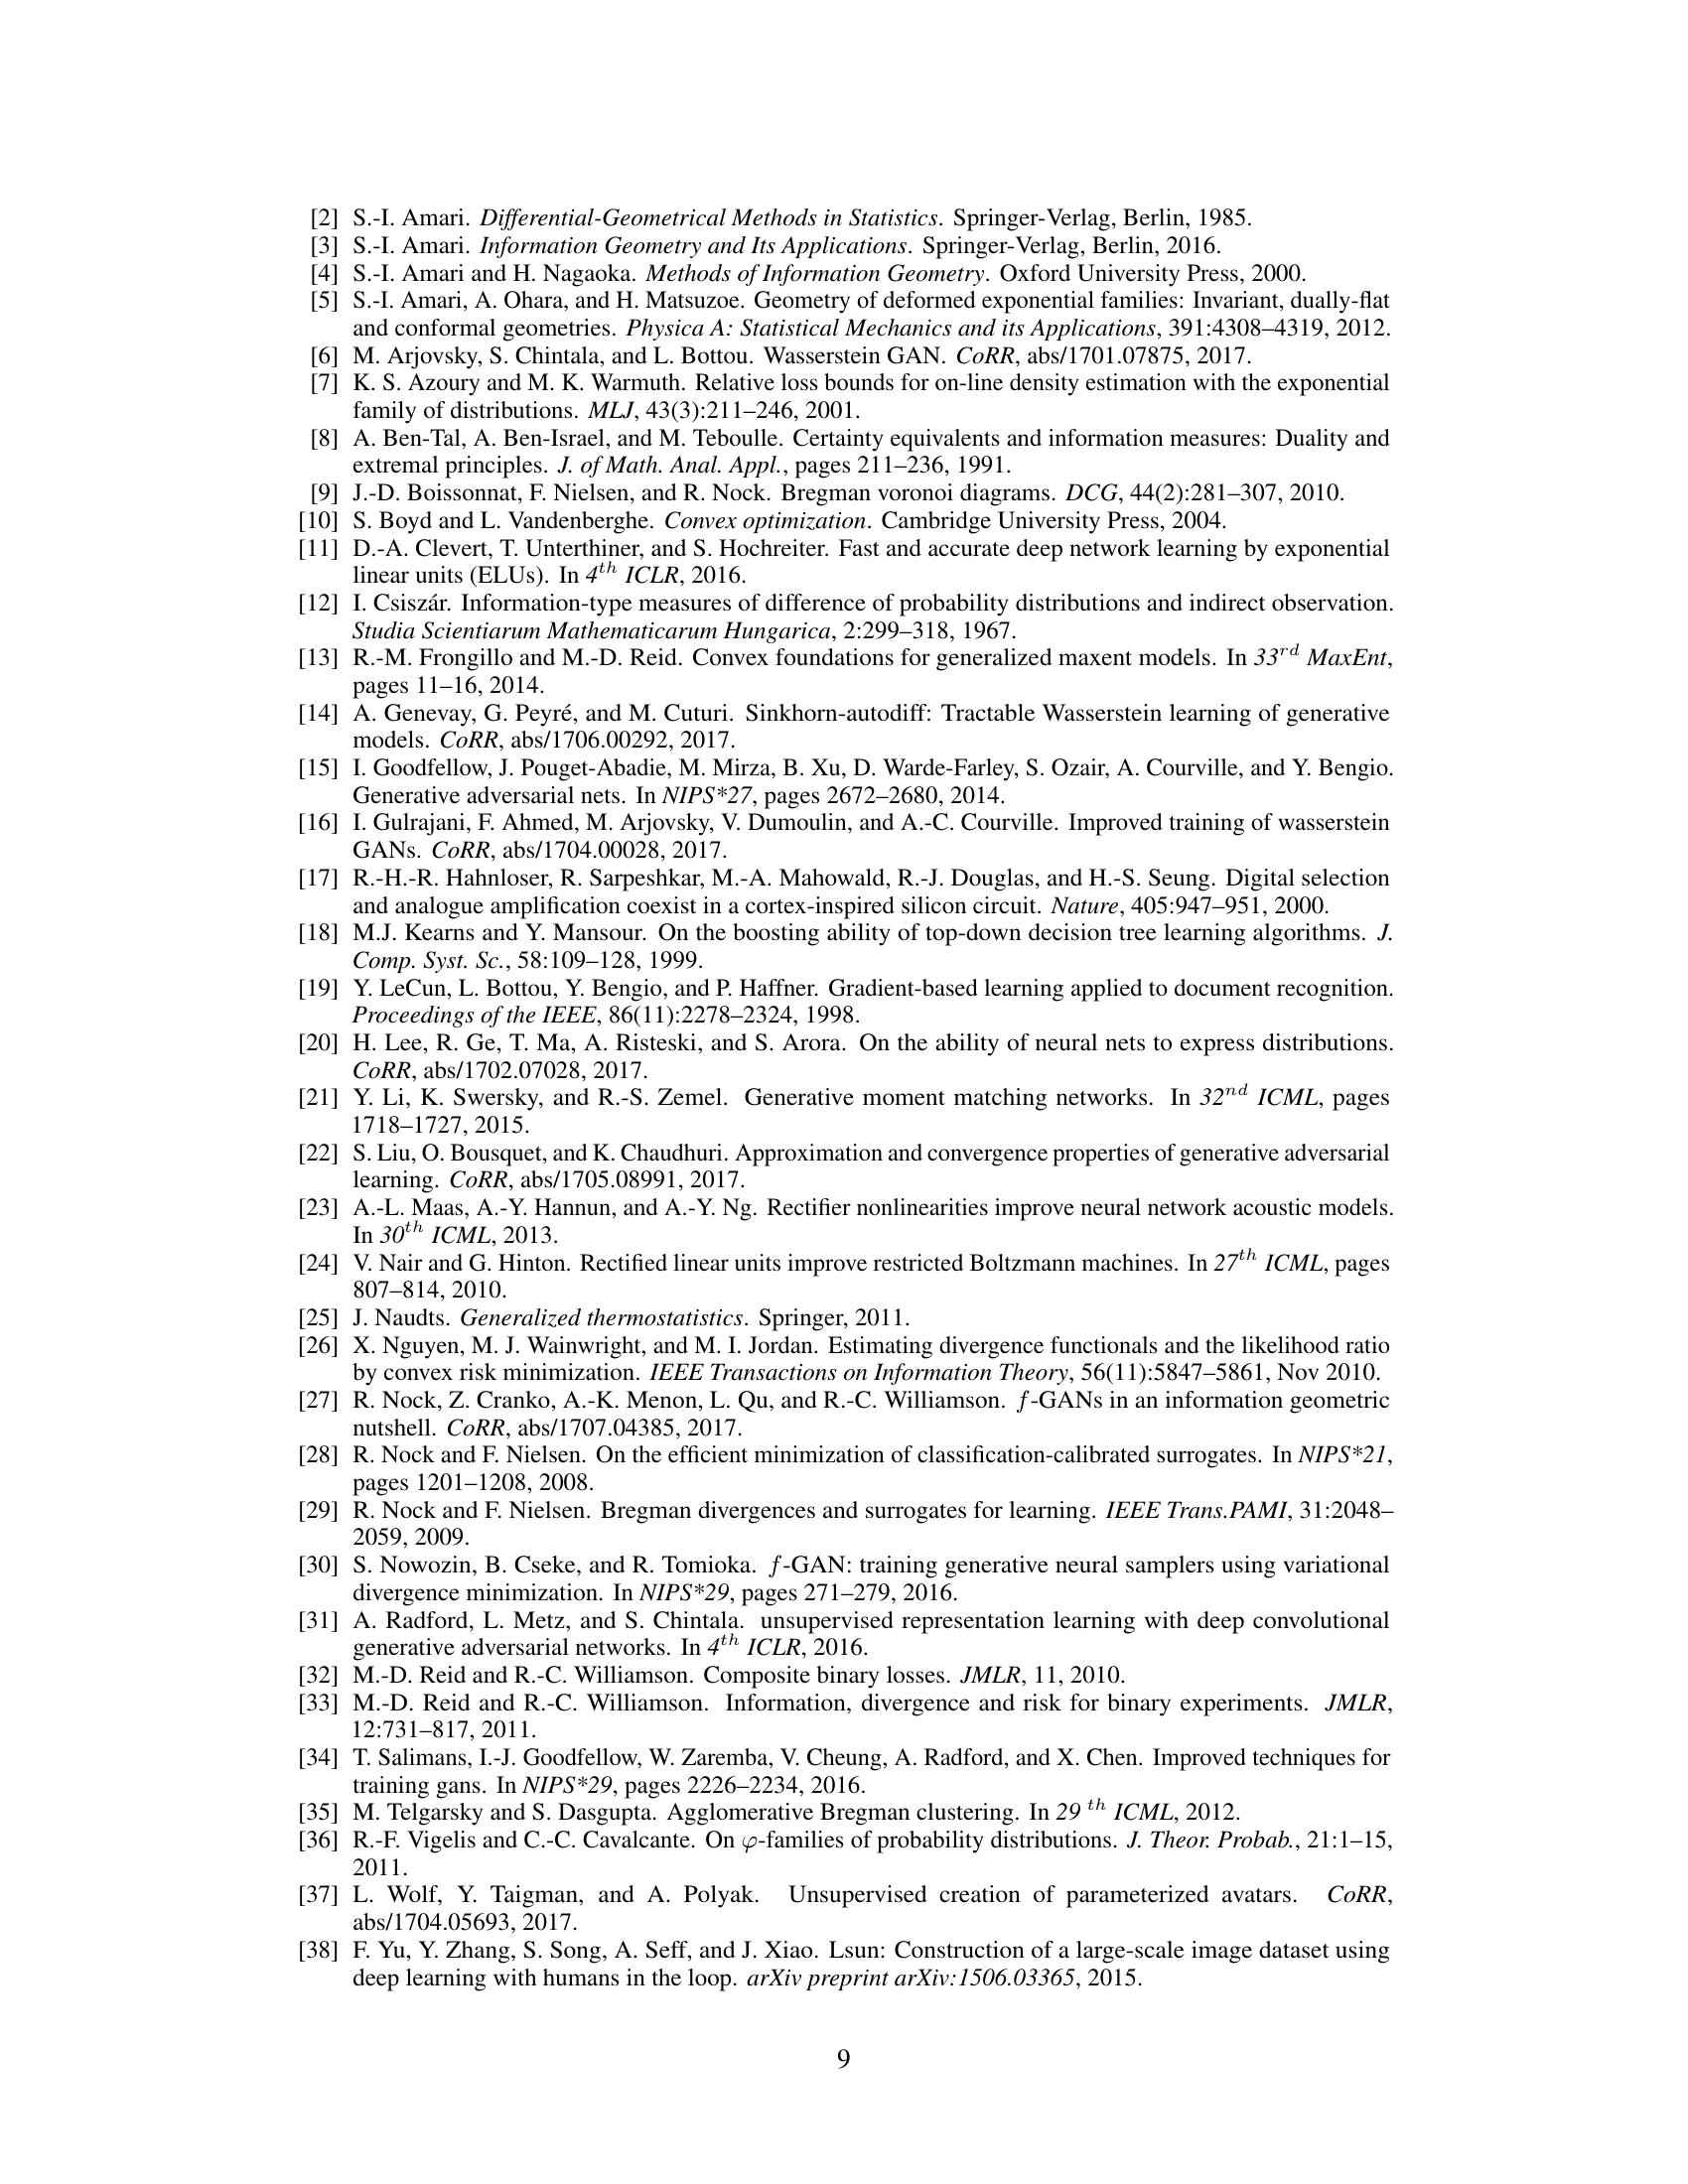 [2] S.-I. Amari. Differential-Geometrical Methods in Statistics. Springer-Verlag, Berlin, 1985.
[3] S.-I. Amari. Information Geometry and Its Applications. Springer-Verlag, Berlin, 2016.
[4] S.-I. Amari and H. Nagaoka. Methods of Information Geometry. Oxford University Press, 2000.
[5] S.-I. Amari, A. Ohara, and H. Matsuzoe. Geometry of deformed exponential families: Invariant, dually-flat
and conformal geometries. Physica A: Statistical Mechanics and its Applications, 391:4308–4319, 2012.
[6] M. Arjovsky, S. Chintala, and L. Bottou. Wasserstein GAN. CoRR, abs/1701.07875, 2017.
[7] K. S. Azoury and M. K. Warmuth. Relative loss bounds for on-line density estimation with the exponential
family of distributions. MLJ, 43(3):211–246, 2001.
[8] A. Ben-Tal, A. Ben-Israel, and M. Teboulle. Certainty equivalents and information measures: Duality and
extremal principles. J. of Math. Anal. Appl., pages 211–236, 1991.
[9] J.-D. Boissonnat, F. Nielsen, and R. Nock. Bregman voronoi diagrams. DCG, 44(2):281–307, 2010.
[10] S. Boyd and L. Vandenberghe. Convex optimization. Cambridge University Press, 2004.
[11] D.-A. Clevert, T. Unterthiner, and S. Hochreiter. Fast and accurate deep network learning by exponential
linear units (ELUs). In 4th ICLR, 2016.
[12] I. Csiszár. Information-type measures of difference of probability distributions and indirect observation.
Studia Scientiarum Mathematicarum Hungarica, 2:299–318, 1967.
[13] R.-M. Frongillo and M.-D. Reid. Convex foundations for generalized maxent models. In 33rd MaxEnt,
pages 11–16, 2014.
[14] A. Genevay, G. Peyré, and M. Cuturi. Sinkhorn-autodiff: Tractable Wasserstein learning of generative
models. CoRR, abs/1706.00292, 2017.
[15] I. Goodfellow, J. Pouget-Abadie, M. Mirza, B. Xu, D. Warde-Farley, S. Ozair, A. Courville, and Y. Bengio.
Generative adversarial nets. In NIPS*27, pages 2672–2680, 2014.
[16] I. Gulrajani, F. Ahmed, M. Arjovsky, V. Dumoulin, and A.-C. Courville. Improved training of wasserstein
GANs. CoRR, abs/1704.00028, 2017.
[17] R.-H.-R. Hahnloser, R. Sarpeshkar, M.-A. Mahowald, R.-J. Douglas, and H.-S. Seung. Digital selection
and analogue amplification coexist in a cortex-inspired silicon circuit. Nature, 405:947–951, 2000.
[18] M.J. Kearns and Y. Mansour. On the boosting ability of top-down decision tree learning algorithms. J.
Comp. Syst. Sc., 58:109–128, 1999.
[19] Y. LeCun, L. Bottou, Y. Bengio, and P. Haffner. Gradient-based learning applied to document recognition.
Proceedings of the IEEE, 86(11):2278–2324, 1998.
[20] H. Lee, R. Ge, T. Ma, A. Risteski, and S. Arora. On the ability of neural nets to express distributions.
CoRR, abs/1702.07028, 2017.
[21] Y. Li, K. Swersky, and R.-S. Zemel. Generative moment matching networks. In 32nd ICML, pages
1718–1727, 2015.
[22] S. Liu, O. Bousquet, and K. Chaudhuri. Approximation and convergence properties of generative adversarial
learning. CoRR, abs/1705.08991, 2017.
[23] A.-L. Maas, A.-Y. Hannun, and A.-Y. Ng. Rectifier nonlinearities improve neural network acoustic models.
In 30th ICML, 2013.
[24] V. Nair and G. Hinton. Rectified linear units improve restricted Boltzmann machines. In 27th ICML, pages
807–814, 2010.
[25] J. Naudts. Generalized thermostatistics. Springer, 2011.
[26] X. Nguyen, M. J. Wainwright, and M. I. Jordan. Estimating divergence functionals and the likelihood ratio
by convex risk minimization. IEEE Transactions on Information Theory, 56(11):5847–5861, Nov 2010.
[27] R. Nock, Z. Cranko, A.-K. Menon, L. Qu, and R.-C. Williamson. f-GANs in an information geometric
nutshell. CoRR, abs/1707.04385, 2017.
[28] R. Nock and F. Nielsen. On the efficient minimization of classification-calibrated surrogates. In NIPS*21,
pages 1201–1208, 2008.
[29] R. Nock and F. Nielsen. Bregman divergences and surrogates for learning. IEEE Trans.PAMI, 31:2048–
2059, 2009.
[30] S. Nowozin, B. Cseke, and R. Tomioka. f-GAN: training generative neural samplers using variational
divergence minimization. In NIPS*29, pages 271–279, 2016.
[31] A. Radford, L. Metz, and S. Chintala. unsupervised representation learning with deep convolutional
generative adversarial networks. In 4th ICLR, 2016.
[32] M.-D. Reid and R.-C. Williamson. Composite binary losses. JMLR, 11, 2010.
[33] M.-D. Reid and R.-C. Williamson. Information, divergence and risk for binary experiments. JMLR,
12:731–817, 2011.
[34] T. Salimans, I.-J. Goodfellow, W. Zaremba, V. Cheung, A. Radford, and X. Chen. Improved techniques for
training gans. In NIPS*29, pages 2226–2234, 2016.
[35] M. Telgarsky and S. Dasgupta. Agglomerative Bregman clustering. In 29 th ICML, 2012.
[36] R.-F. Vigelis and C.-C. Cavalcante. On φ-families of probability distributions. J. Theor. Probab., 21:1–15,
2011.
[37] L. Wolf, Y. Taigman, and A. Polyak. Unsupervised creation of parameterized avatars. CoRR,
abs/1704.05693, 2017.
[38] F. Yu, Y. Zhang, S. Song, A. Seff, and J. Xiao. Lsun: Construction of a large-scale image dataset using
deep learning with humans in the loop. arXiv preprint arXiv:1506.03365, 2015.
9